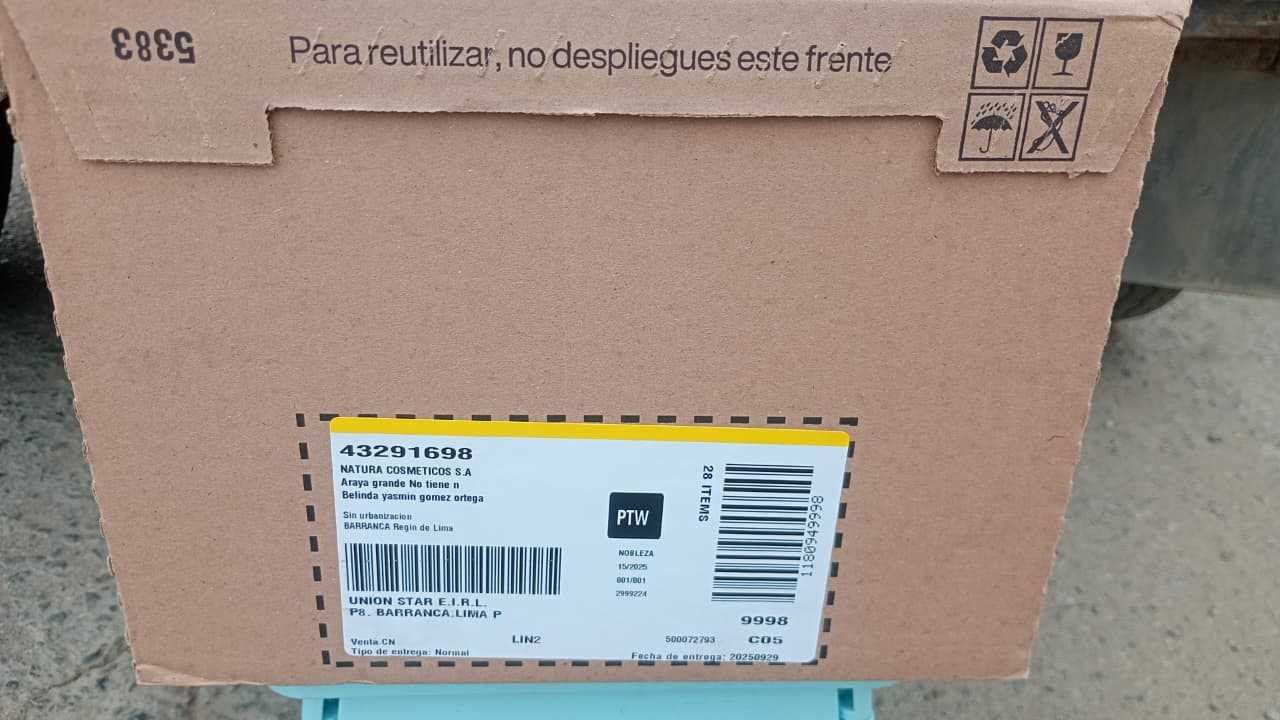 5383
Para reutilizar, no despliegues este frente
43291698
NATURA COSMETICOS S.A
Araya grande No tiene n
Belinda yasmin gomez ortega
Sin urbanizacion
BARRANCA Regin de Lima
UNION STAR E.I.R.L.
P8. BARRANCA.LIMA P
Venta.CN
LIN2
Tipo de entrega: Normal
PTW
NOBLEZA
15/2025
001/001
2999224
28 ITEMS
1180949998
9998
500072793
C05
Fecha de entrega: 20250929